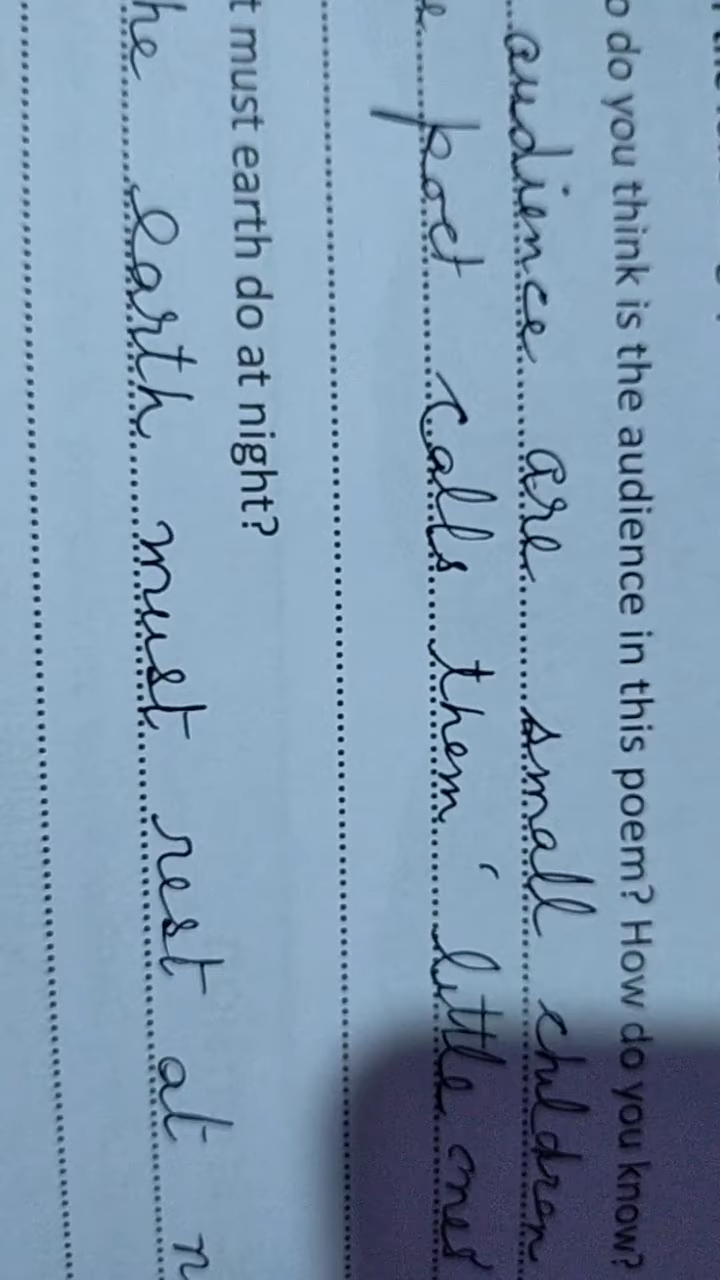 o do you think is the audience in this poem? How do you know?
audience are small children
e poet calls them 'little ones'
t must earth do at night?
he earth must rest at n